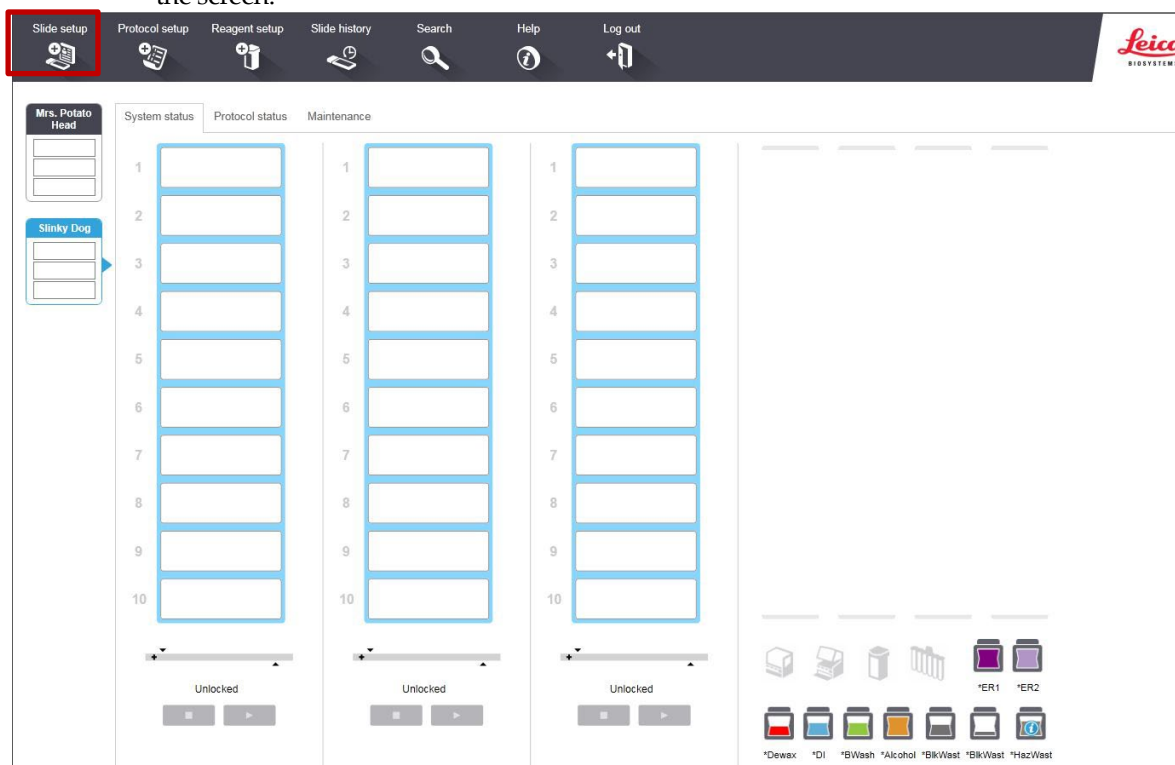 the screen.
Slide setup Protocol setup Reagent setup Slide history Search Help Log out
Leica
BIOSYSTEMS
Mrs. Potato
Head
Slinky Dog
System status Protocol status Maintenance
1 1 1
2 2 2
3 3 3
4 4 4
5 5 5
6 6 6
7 7 7
8 8 8
9 9 9
10 10 10
Unlocked Unlocked Unlocked
*ER1 *ER2
*Dewax *DI *BWash *Alcohol *BlkWast *BlkWast *HazWast